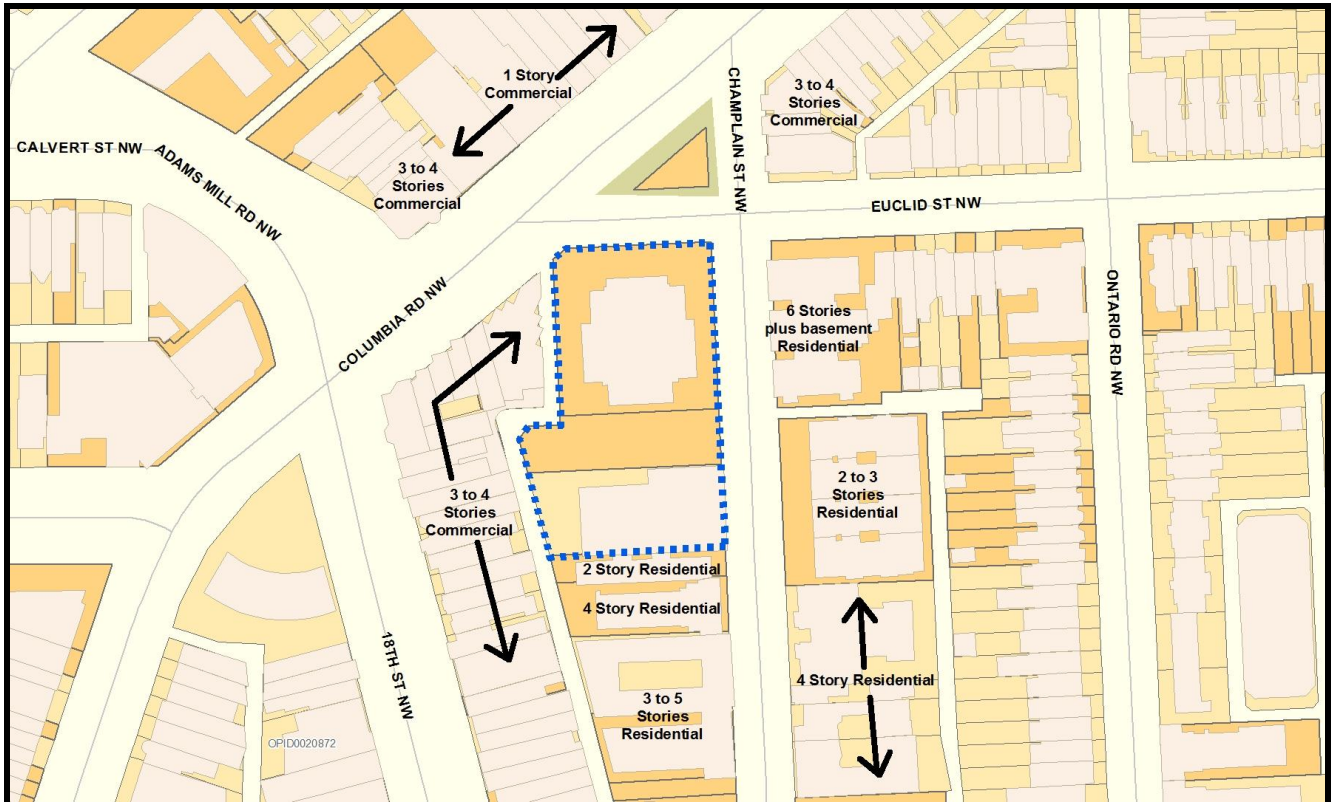 1 Story
Commercial
CHAMPLAIN ST NW
3 to 4
Stories
Commercial
CALVERT ST NW
ADAMS MILL RD NW
3 to 4
Stories
Commercial
EUCLID ST NW
COLUMBIA RD NW
ONTARIO RD NW
6 Stories
plus basement
Residential
3 to 4
Stories
Commercial
2 to 3
Stories
Residential
2 Story Residential
4 Story Residential
18TH ST NW
3 to 5
Stories
Residential
4 Story Residential
OPID0020872